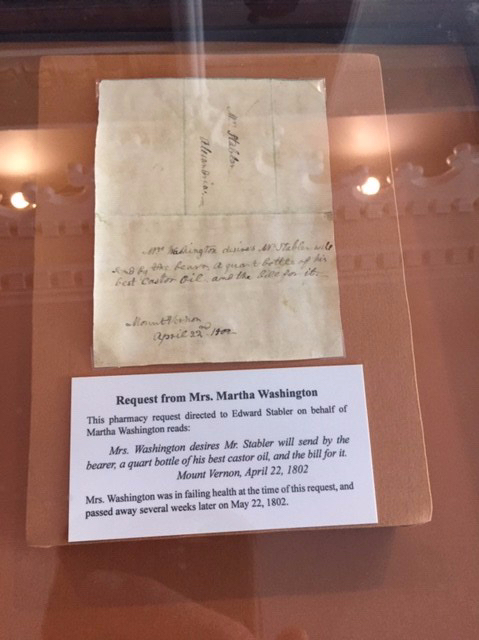 Mr Stabler
Alexandria
Mrs Washington desires Mr Stabler will
send by the bearer a quart bottle of his
best Castor Oil and the bill for it.
Mount Vernon
April 22nd 1802
Request from Mrs. Martha Washington
This pharmacy request directed to Edward Stabler on behalf of
Martha Washington reads:
Mrs. Washington desires Mr. Stabler will send by the
bearer, a quart bottle of his best castor oil, and the bill for it.
Mount Vernon, April 22, 1802
Mrs. Washington was in failing health at the time of this request, and
passed away several weeks later on May 22, 1802.